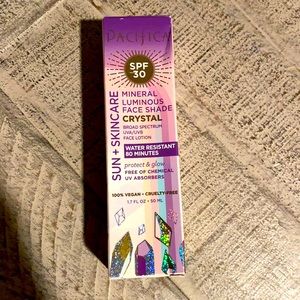 PACIFICA
SPF
30
SUN + SKINCARE
MINERAL
LUMINOUS
FACE SHADE
CRYSTAL
BROAD SPECTRUM
UVA/UVB
FACE LOTION
WATER RESISTANT
80 MINUTES
protect & glow
FREE OF CHEMICAL
UV ABSORBERS
100% VEGAN + CRUELTY-FREE
1.7 FL OZ • 50 ML